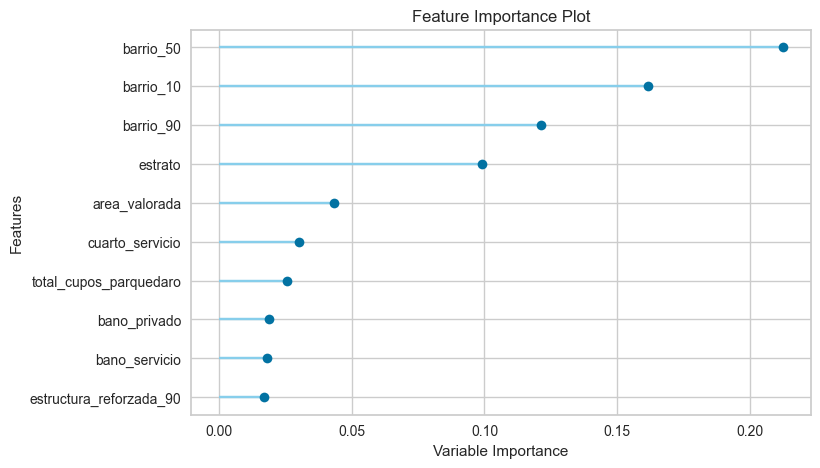 Feature Importance Plot
barrio_50
barrio_10
barrio_90
estrato
area_valorada
cuarto_servicio
total_cupos_parquedaro
bano_privado
bano_servicio
estructura_reforzada_90
Features
0.00 0.05 0.10 0.15 0.20
Variable Importance